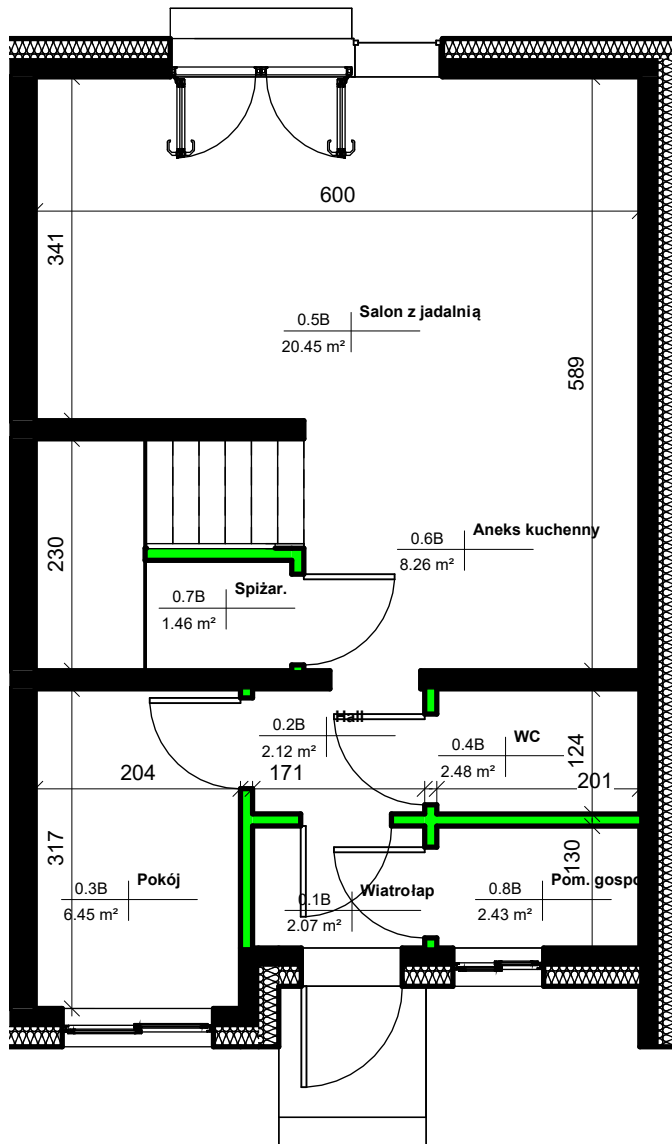 600
341
0.5B Salon z jadalnią
20.45 m²
589
230
0.6B Aneks kuchenny
8.26 m²
0.7B Spiżar.
1.46 m²
0.2B Hall
2.12 m²
0.4B WC
2.48 m²
124
204
171
201
317
130
0.3B Pokój
6.45 m²
0.1B Wiatrołap
2.07 m²
0.8B Pom. gospo
2.43 m²